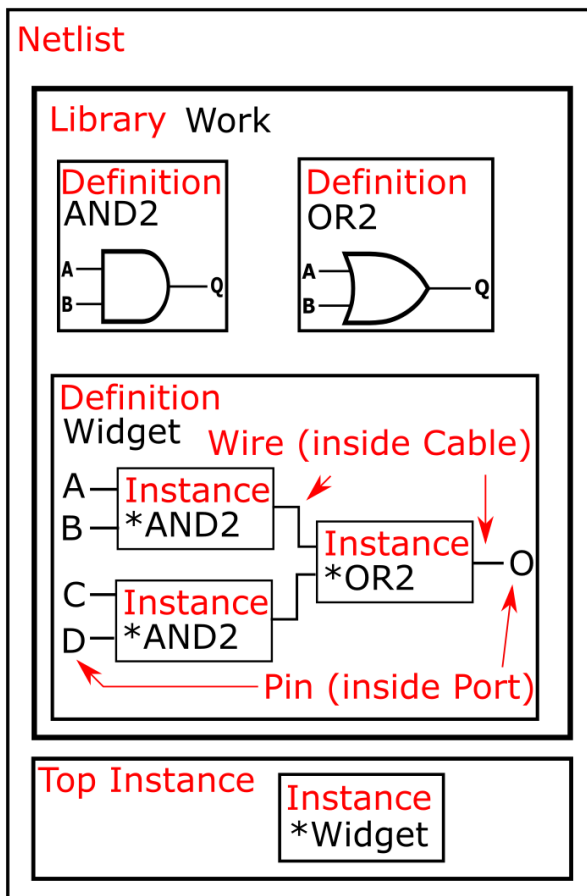 Netlist
Library Work
Definition
AND2
A
B
Q
Definition
OR2
A
B
Q
Definition
Widget
Wire (inside Cable)
A
B
Instance
*AND2
Instance
*OR2
O
C
D
Instance
*AND2
Pin (inside Port)
Top Instance
Instance
*Widget